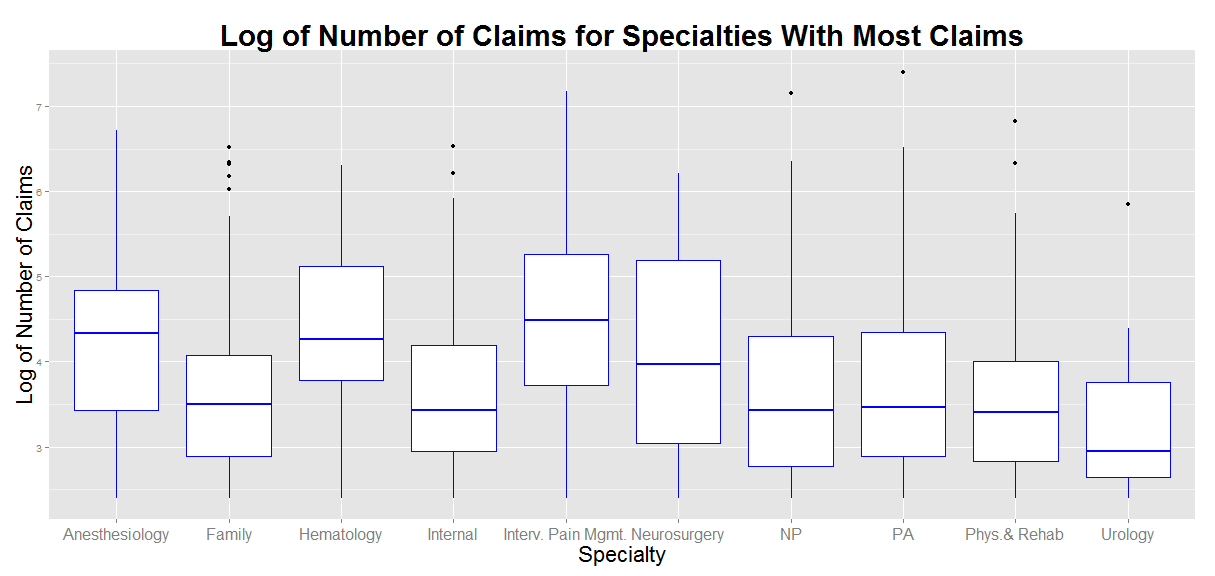 Log of Number of Claims for Specialties With Most Claims
Log of Number of Claims
7
6
5
4
3
Anesthesiology Family Hematology Internal Interv. Pain Mgmt. Neurosurgery NP PA Phys.& Rehab Urology
Specialty